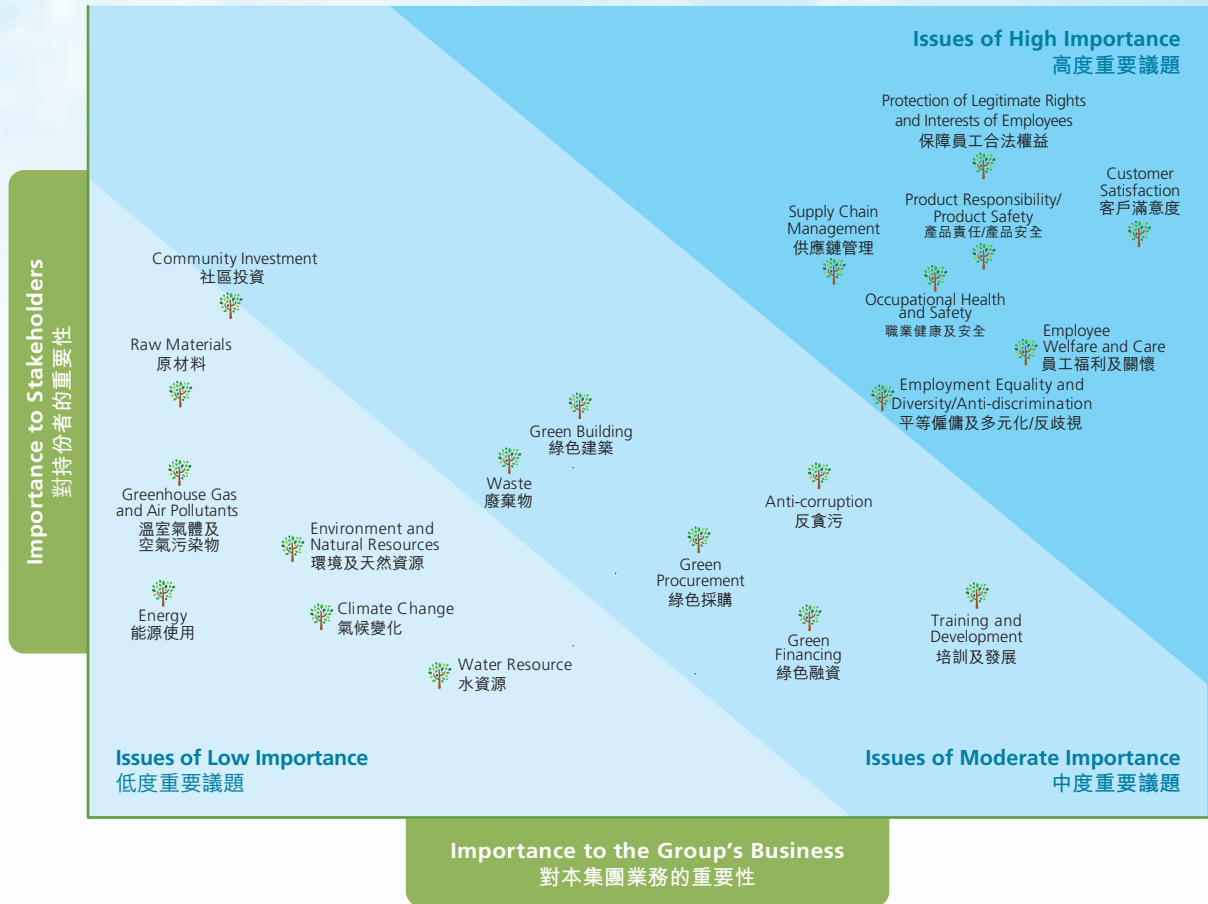 Issues of High Importance
高度重要議題
Protection of Legitimate Rights
and Interests of Employees
保障員工合法權益
Customer
Satisfaction
客戶滿意度
Product Responsibility/
Product Safety
產品責任/產品安全
Supply Chain
Management
供應鏈管理
Occupational Health
and Safety
職業健康及安全
Employee
Welfare and Care
員工福利及關懷
Employment Equality and
Diversity/Anti-discrimination
平等僱傭及多元化/反歧視
Importance to Stakeholders
對持份者的重要性
Community Investment
社區投資
Raw Materials
原材料
Green Building
綠色建築
Waste
廢棄物
Anti-corruption
反貪污
Greenhouse Gas
and Air Pollutants
溫室氣體及
空氣污染物
Environment and
Natural Resources
環境及天然資源
Green
Procurement
綠色採購
Energy
能源使用
Climate Change
氣候變化
Green
Financing
綠色融資
Training and
Development
培訓及發展
Water Resource
水資源
Issues of Low Importance
低度重要議題
Issues of Moderate Importance
中度重要議題
Importance to the Group's Business
對本集團業務的重要性